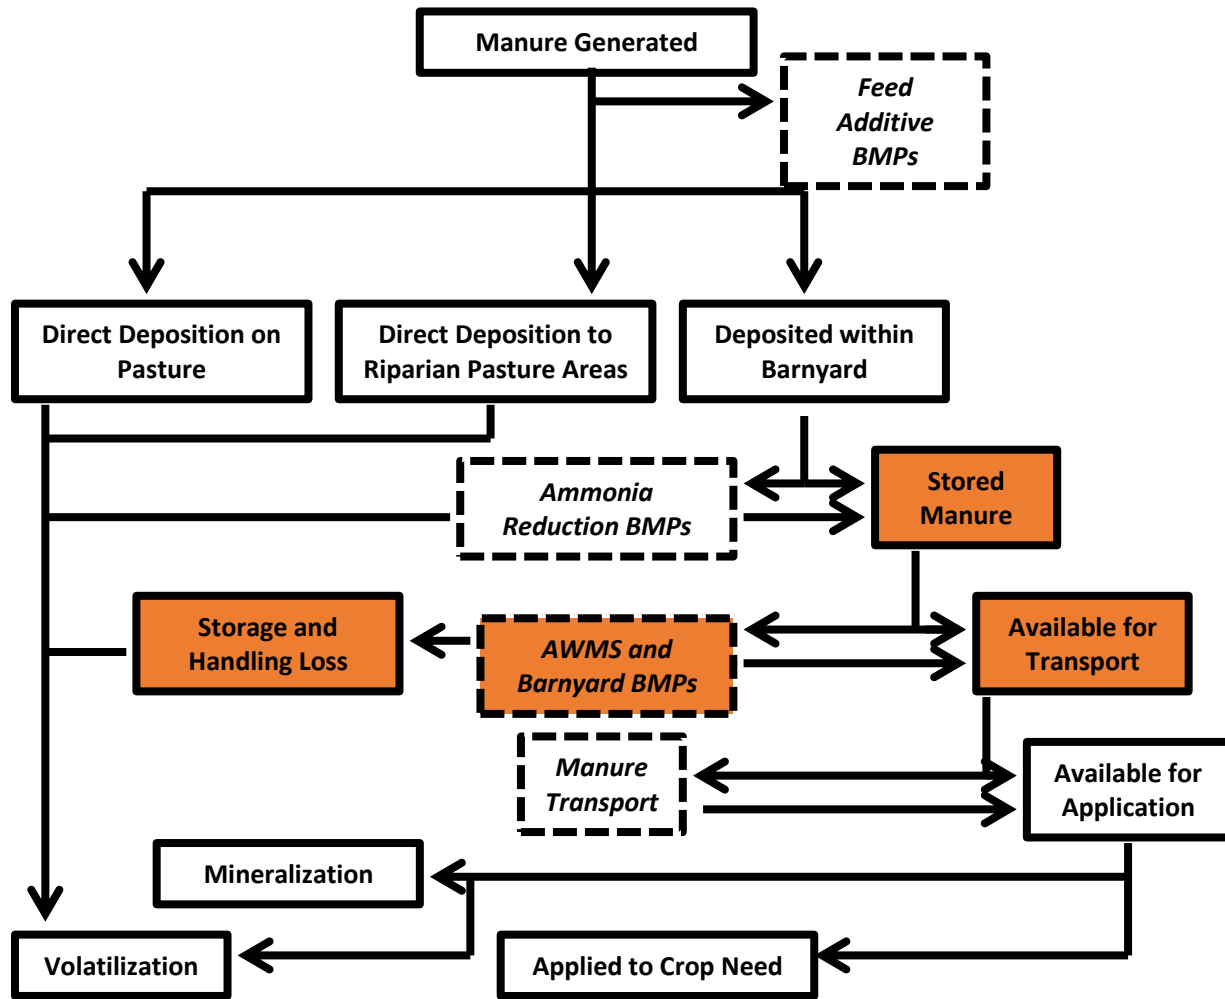 Manure Generated
Feed
Additive
BMPs
Direct Deposition on
Pasture
Direct Deposition to
Riparian Pasture Areas
Deposited within
Barnyard
Ammonia
Reduction BMPs
Stored
Manure
Storage and
Handling Loss
AWMS and
Barnyard BMPs
Available for
Transport
Manure
Transport
Available for
Application
Mineralization
Volatilization
Applied to Crop Need